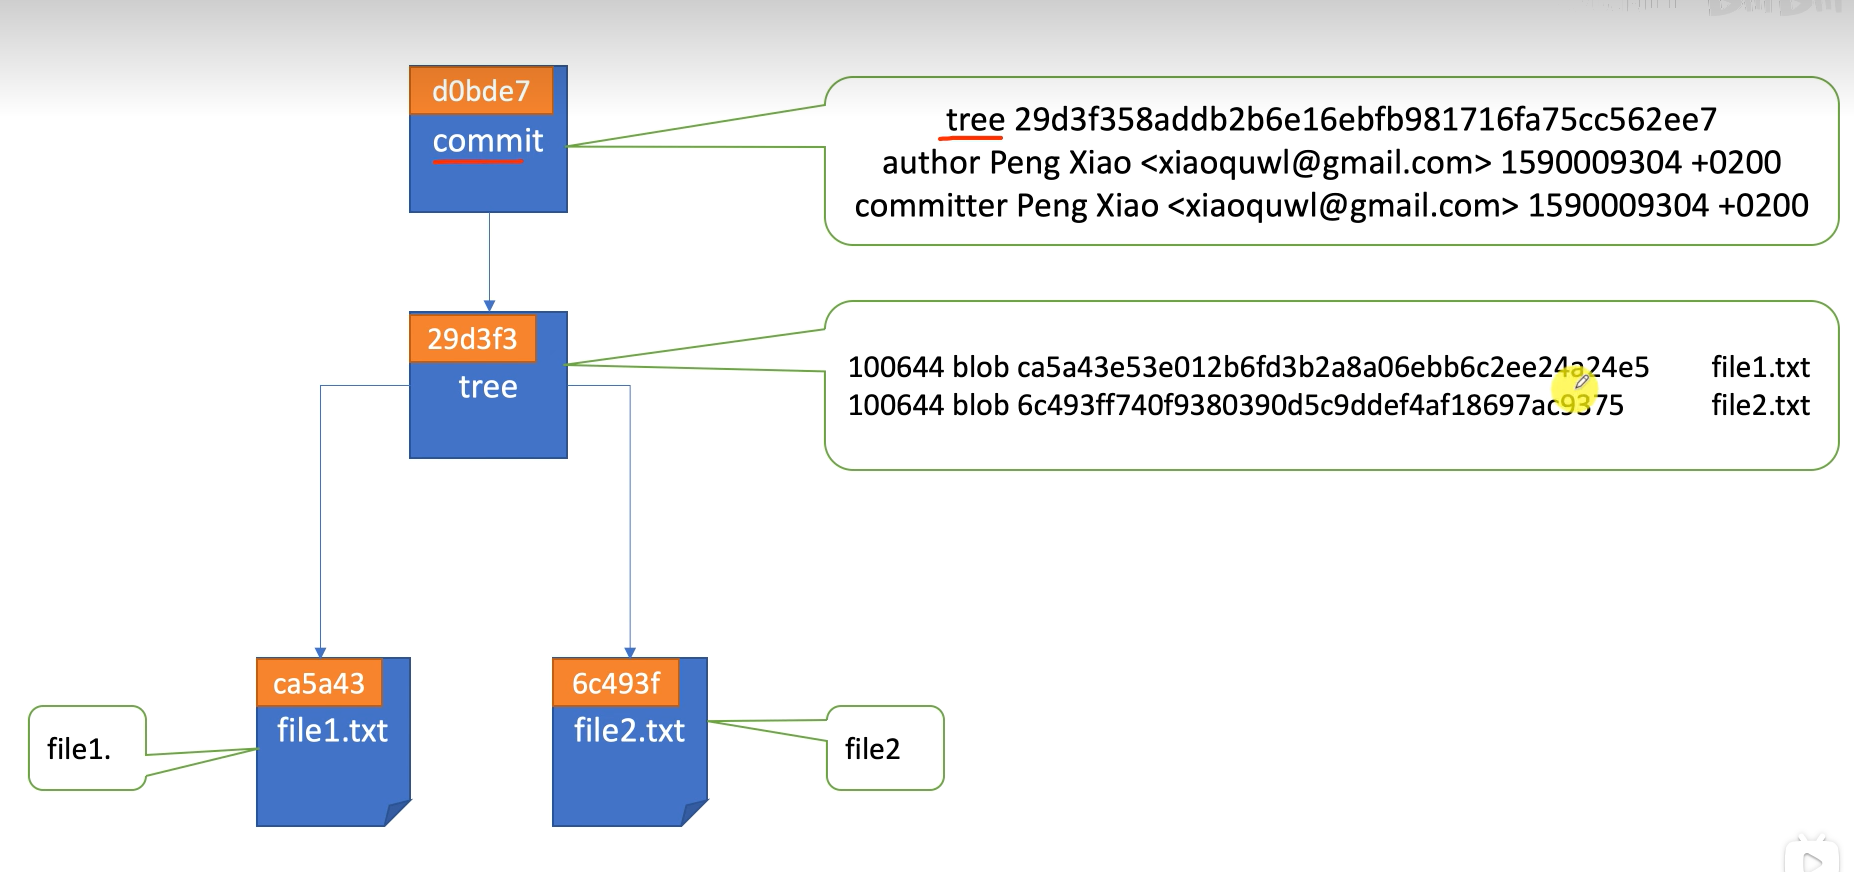 d0bde7
commit
tree 29d3f358addb2b6e16ebfb981716fa75cc562ee7
author Peng Xiao <xiaoquwl@gmail.com> 1590009304 +0200
committer Peng Xiao <xiaoquwl@gmail.com> 1590009304 +0200
29d3f3
tree
100644 blob ca5a43e53e012b6fd3b2a8a06ebb6c2ee24a24e5 file1.txt
100644 blob 6c493ff740f9380390d5c9ddef4af18697ac9375 file2.txt
ca5a43
file1.txt
file1.
6c493f
file2.txt
file2